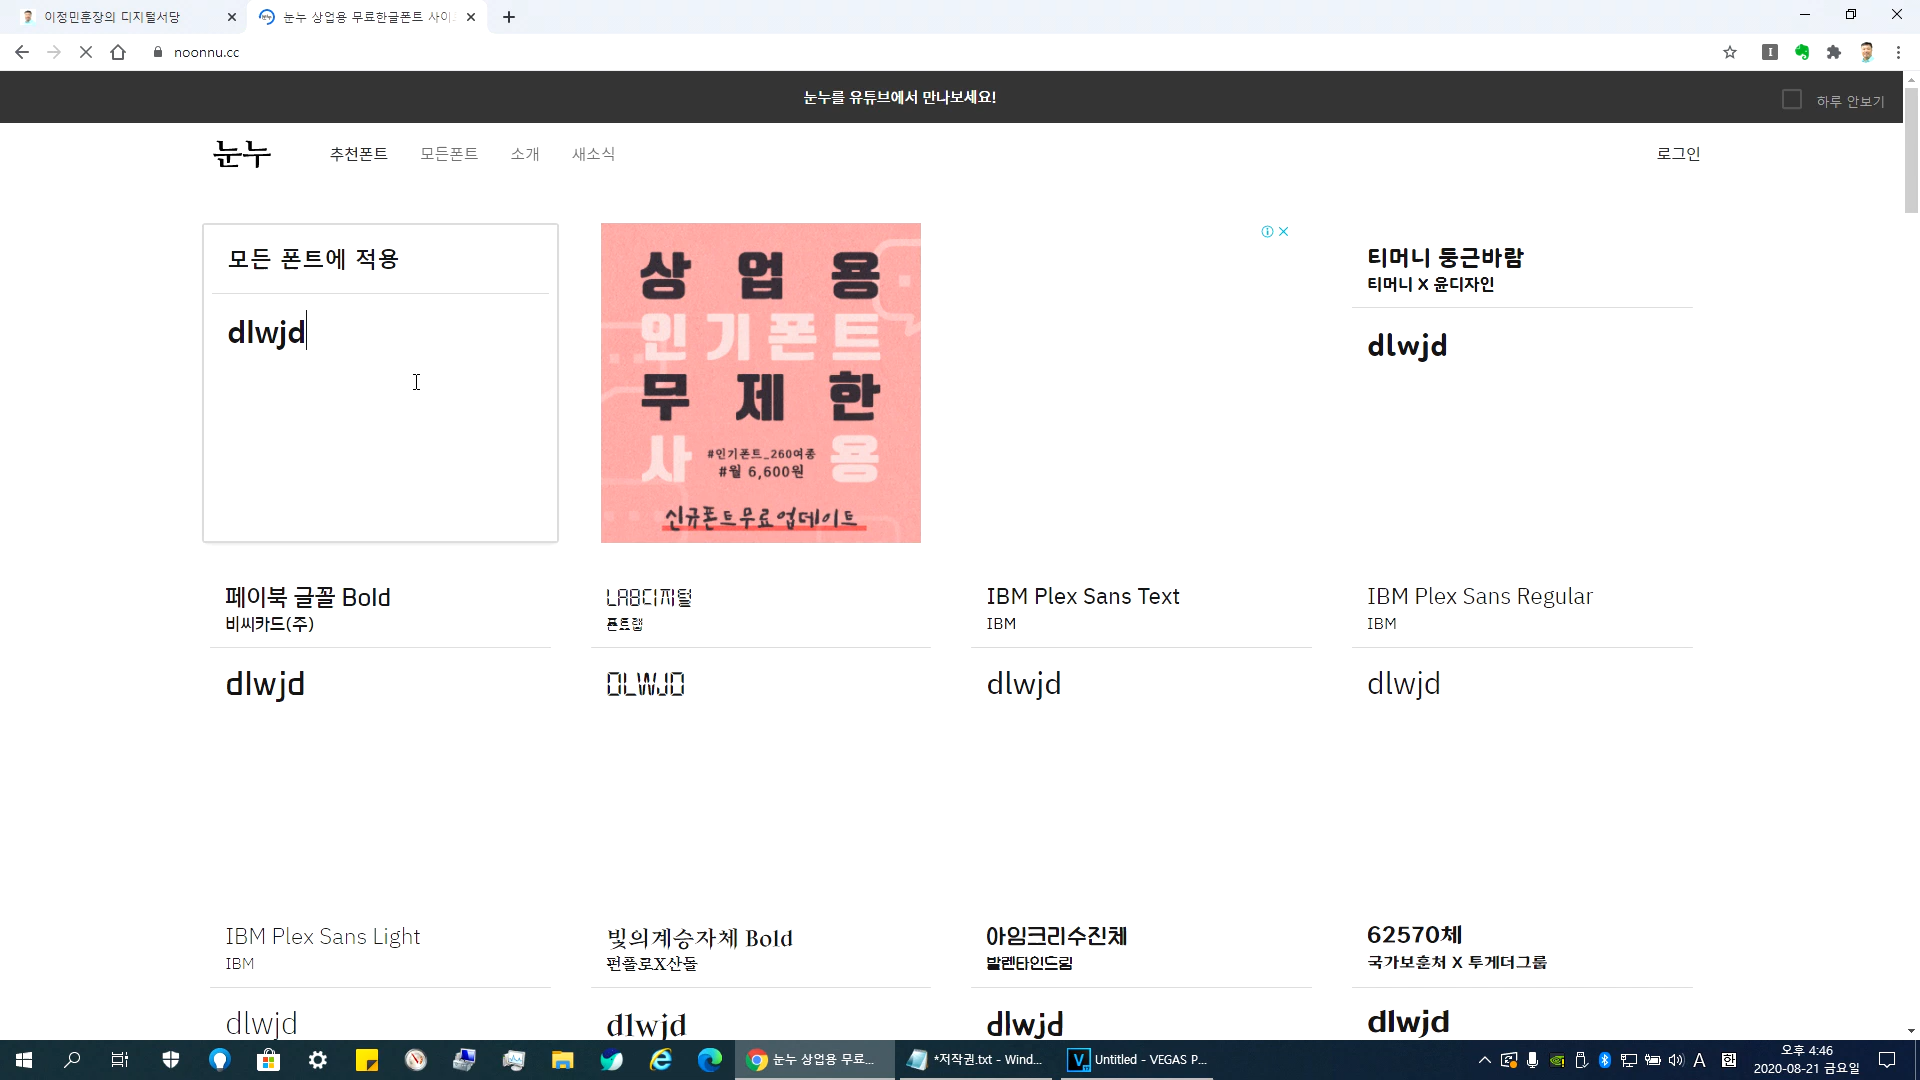 이정민훈장의 디지털서당
눈누 상업용 무료한글폰트 사이
noonnu.cc
눈누를 유튜브에서 만나보세요!
하루 안보기
눈누
추천폰트
모든폰트
소개
새소식
로그인
모든 폰트에 적용
dlwjd
상업용
인기폰트
무제한
사용
#인기폰트_260여종
#월 6,600원
신규폰트무료업데이트
티머니 둥근바람
티머니 X 윤디자인
dlwjd
페이북 글꼴 Bold
비씨카드(주)
dlwjd
LAB디지털
폰트랩
DLWJD
IBM Plex Sans Text
IBM
dlwjd
IBM Plex Sans Regular
IBM
dlwjd
IBM Plex Sans Light
IBM
dlwjd
빛의계승자체 Bold
펀플로X산돌
dlwjd
아임크리수진체
발렌타인드림
dlwjd
62570체
국가보훈처 X 투게더그룹
dlwjd
눈누 상업용 무료...
*저작권.txt - Wind...
Untitled - VEGAS P...
A
한
오후 4:46
2020-08-21 금요일